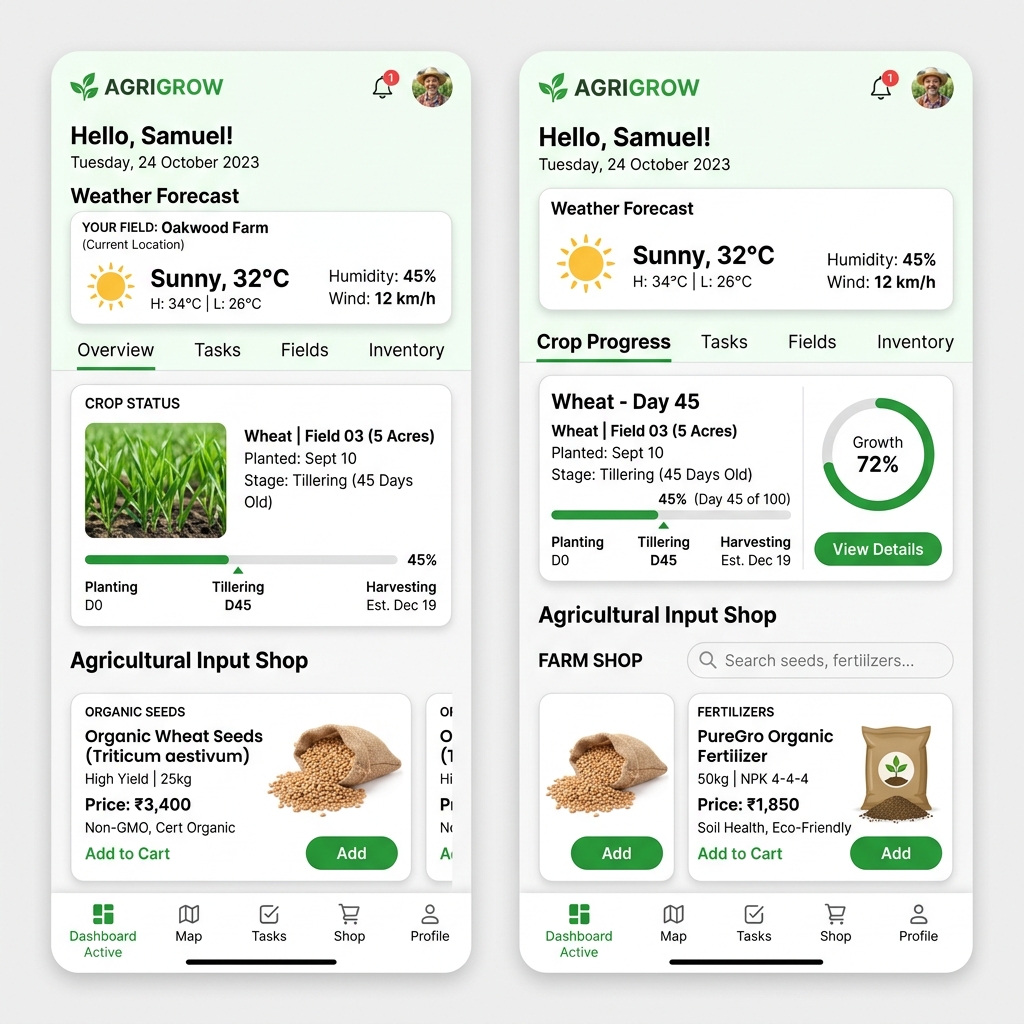 AGRIGROW
1
Hello, Samuel!
Tuesday, 24 October 2023
Weather Forecast
YOUR FIELD: Oakwood Farm
(Current Location)
Sunny, 32°C
H: 34°C | L: 26°C
Humidity: 45%
Wind: 12 km/h
Overview Tasks Fields Inventory
CROP STATUS
Wheat | Field 03 (5 Acres)
Planted: Sept 10
Stage: Tillering (45 Days
Old)
45%
Planting Tillering Harvesting
D0 D45 Est. Dec 19
Agricultural Input Shop
ORGANIC SEEDS
Organic Wheat Seeds
(Triticum aestivum)
High Yield | 25kg
Price: ₹3,400
Non-GMO, Cert Organic
Add to Cart Add
Dashboard Map Tasks Shop Profile
Active
AGRIGROW
1
Hello, Samuel!
Tuesday, 24 October 2023
Weather Forecast
Sunny, 32°C
H: 34°C | L: 26°C
Humidity: 45%
Wind: 12 km/h
Crop Progress Tasks Fields Inventory
Wheat - Day 45
Wheat | Field 03 (5 Acres)
Planted: Sept 10
Stage: Tillering (45 Days Old)
45% (Day 45 of 100)
Planting Tillering Harvesting
D0 D45 Est. Dec 19
Growth
72%
View Details
Agricultural Input Shop
FARM SHOP
Search seeds, fertiilzers...
Add
FERTILIZERS
PureGro Organic
Fertilizer
50kg | NPK 4-4-4
Price: ₹1,850
Soil Health, Eco-Friendly
Add to Cart Add
Dashboard Map Tasks Shop Profile
Active